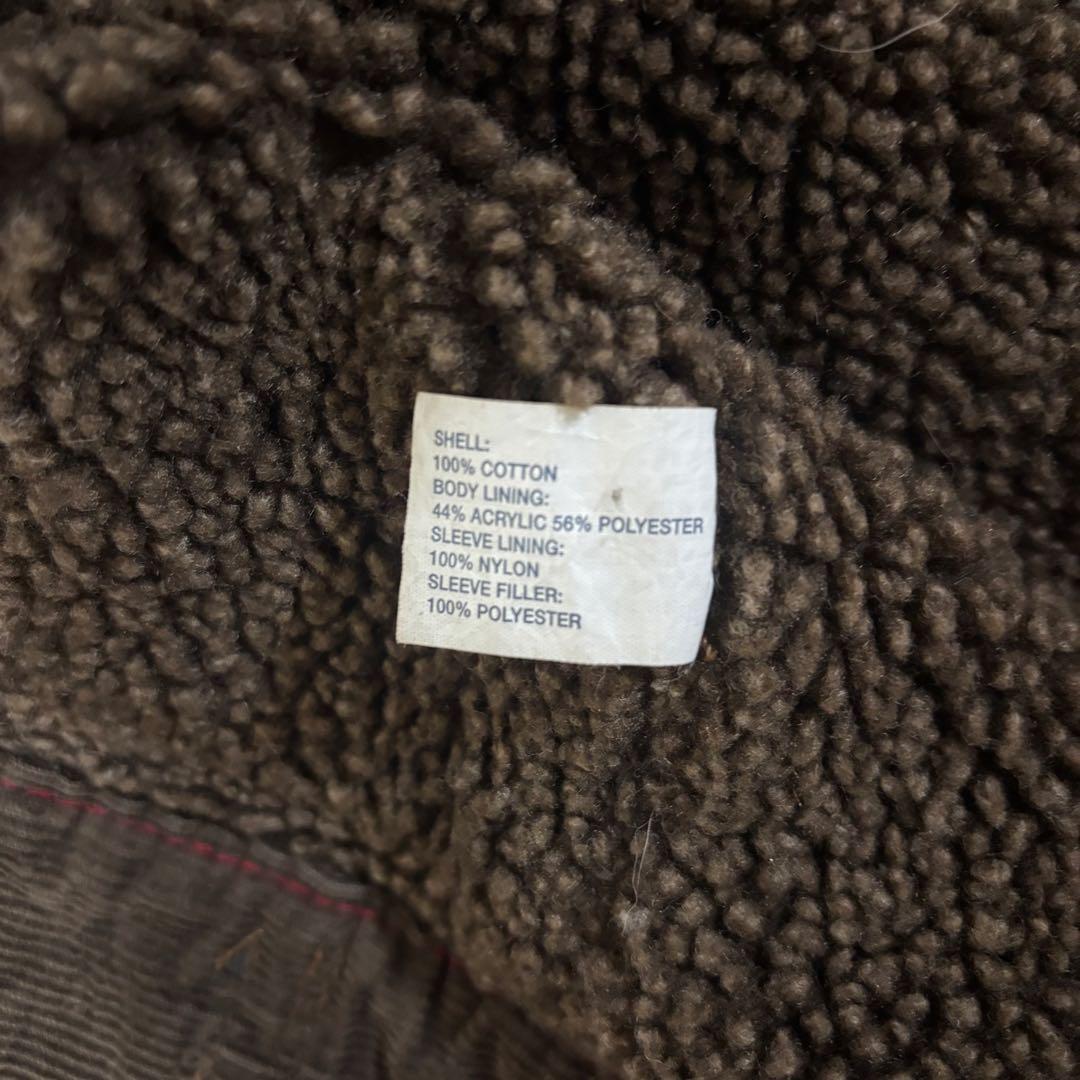 SHELL:
100% COTTON
BODY LINING:
44% ACRYLIC 56% POLYESTER
SLEEVE LINING:
100% NYLON
SLEEVE FILLER:
100% POLYESTER